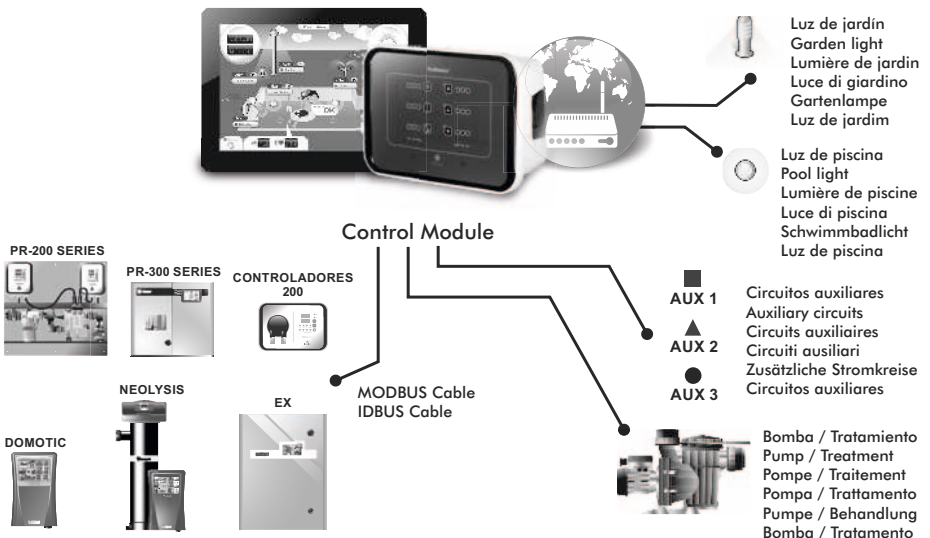 Luz de jardín
Garden light
Lumière de jardin
Luce di giardino
Gartenlampe
Luz de jardim
Luz de piscina
Pool light
Lumière de piscine
Luce di piscina
Schwimmbadlicht
Luz de piscina
Control Module
PR-200 SERIES
PR-300 SERIES
CONTROLADORES
200
AUX 1
AUX 2
AUX 3
Circuitos auxiliares
Auxiliary circuits
Circuits auxiliaires
Circuiti ausiliari
Zusätzliche Stromkreise
Circuitos auxiliares
MODBUS Cable
IDBUS Cable
NEOLYSIS
EX
DOMOTIC
Bomba / Tratamiento
Pump / Treatment
Pompe / Traitement
Pompa / Trattamento
Pumpe / Behandlung
Bomba / Tratamento